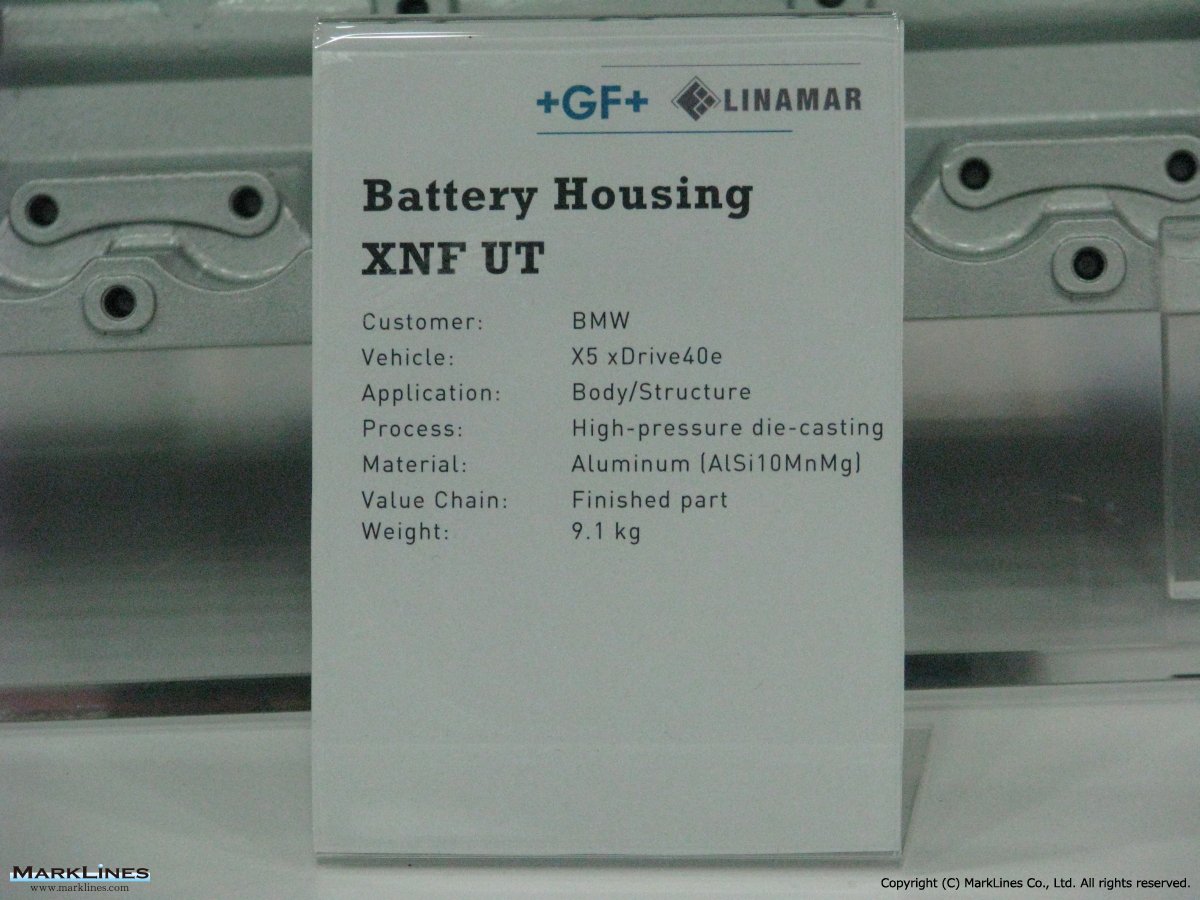 +GF+ LINAMAR
Battery Housing
XNF UT
Customer: BMW
Vehicle: X5 xDrive40e
Application: Body/Structure
Process: High-pressure die-casting
Material: Aluminum (AlSi10MnMg)
Value Chain: Finished part
Weight: 9.1 kg
MARKLINES
www.marklines.com
Copyright (C) MarkLines Co., Ltd. All rights reserved.